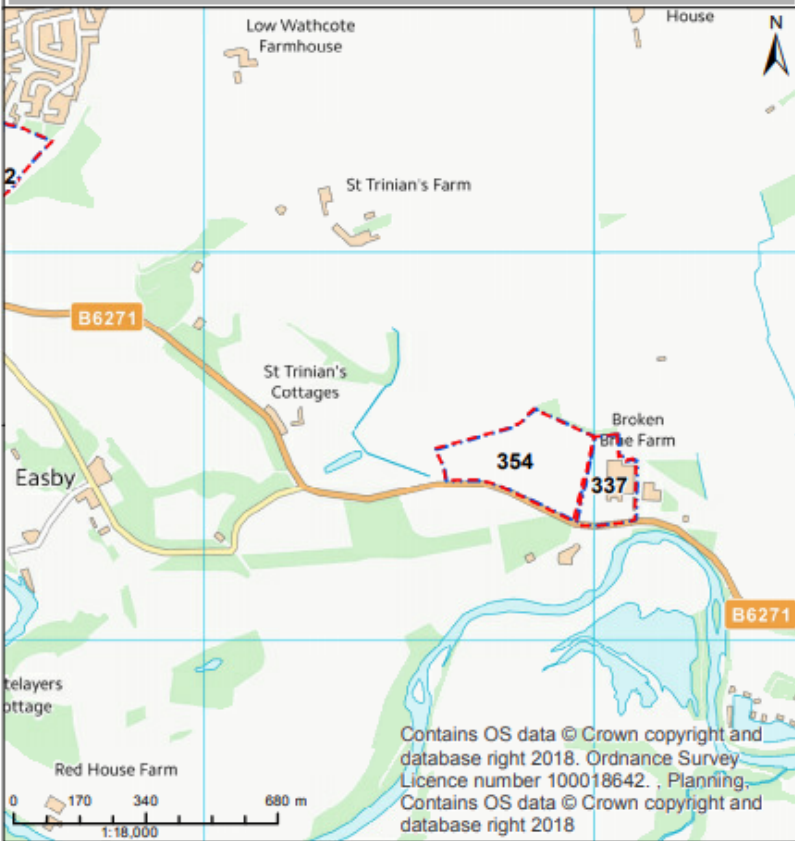 House
N
Low Wathcote
Farmhouse
2
St Trinian's Farm
B6271
St Trinian's
Cottages
Broken
Brae Farm
354
337
Easby
B6271
telayers
ottage
Red House Farm
0 170 340 680 m
1:18,000
Contains OS data © Crown copyright and
database right 2018. Ordnance Survey
Licence number 100018642. , Planning,
Contains OS data © Crown copyright and
database right 2018